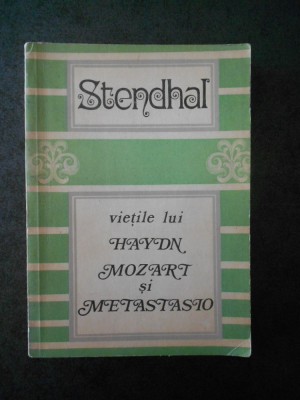 Stendhal
viețile lui
HAYDN
MOZART
și
METASTASIO